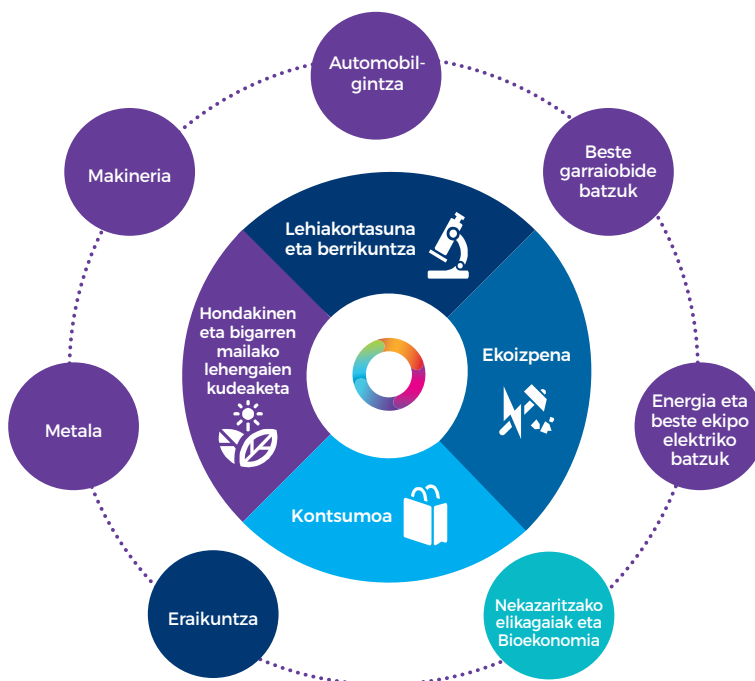 Automobil-
gintza
Makineria
Beste
garraiobide
batzuk
Lehiakortasuna
eta berrikuntza
Hondakinen
eta bigarren
mailako
lehengaien
kudeaketa
Ekoizpena
Metala
Energia eta
beste ekipo
elektriko
batzuk
Kontsumoa
Eraikuntza
Nekazaritzako
elikagaiak eta
Bioekonomia